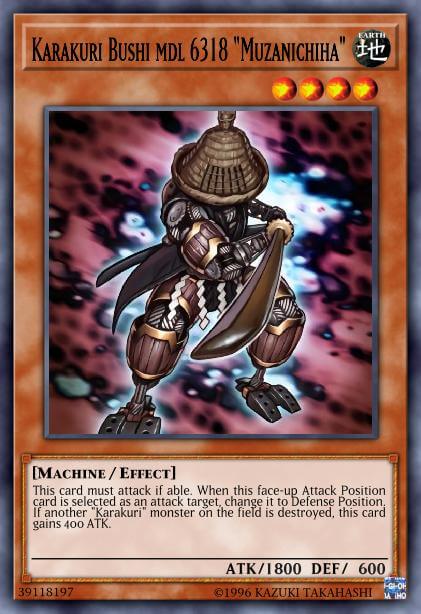 Karakuri Bushi mdl 6318 "Muzanichiha"
EARTH
地
[Machine / Effect]
This card must attack if able. When this face-up Attack Position
card is selected as an attack target, change it to Defense Position.
If another "Karakuri" monster on the field is destroyed, this card
gains 400 ATK.
ATK/1800 DEF/ 600
39118197
©1996 KAZUKI TAKAHASHI